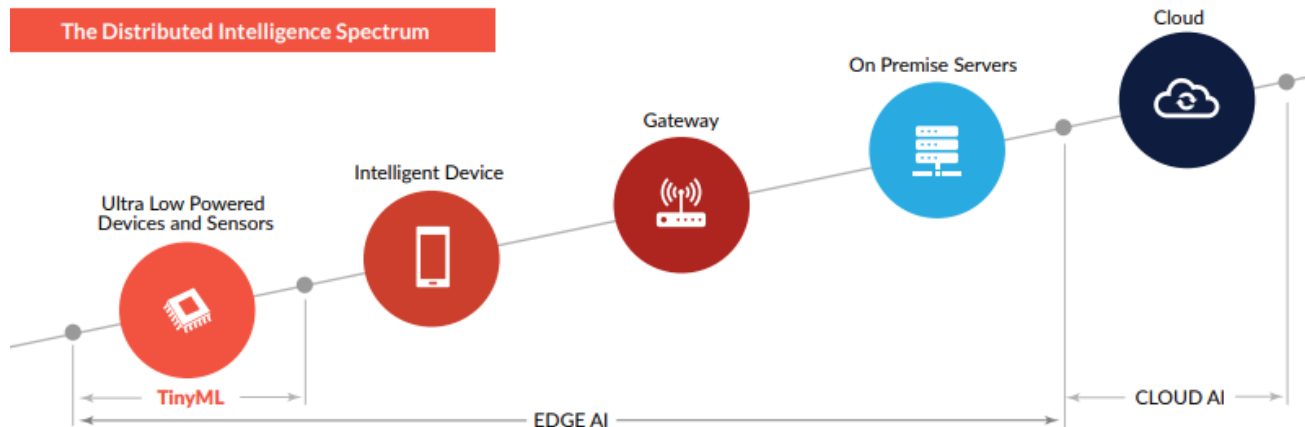 The Distributed Intelligence Spectrum
Cloud
On Premise Servers
Gateway
Intelligent Device
Ultra Low Powered
Devices and Sensors
TinyML
CLOUD AI
EDGE AI